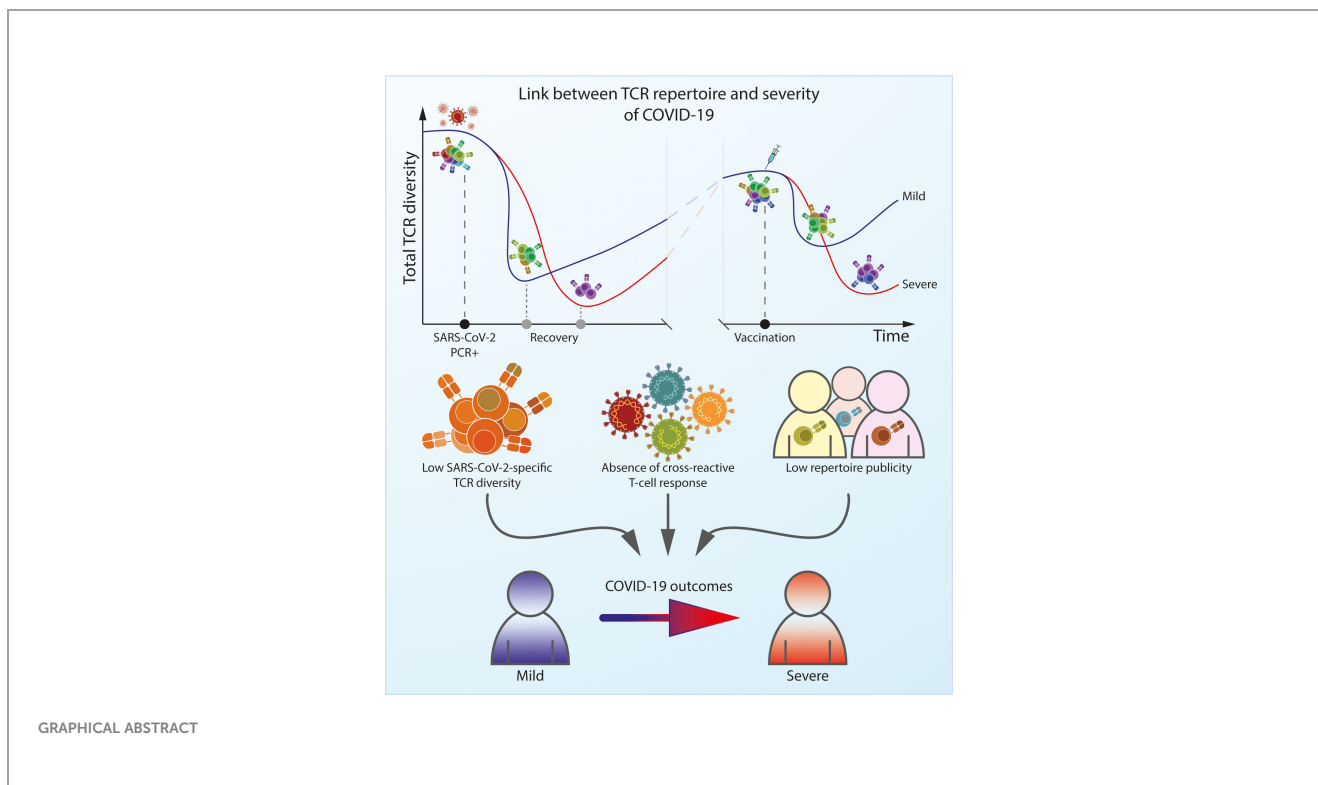 Link between TCR repertoire and severity
of COVID-19
Total TCR diversity
Mild
Severe
SARS-CoV-2
PCR+
Recovery
Vaccination
Time
Low SARS-CoV-2-specific
TCR diversity
Absence of cross-reactive
T-cell response
Low repertoire publicity
COVID-19 outcomes
Mild
Severe
GRAPHICAL ABSTRACT